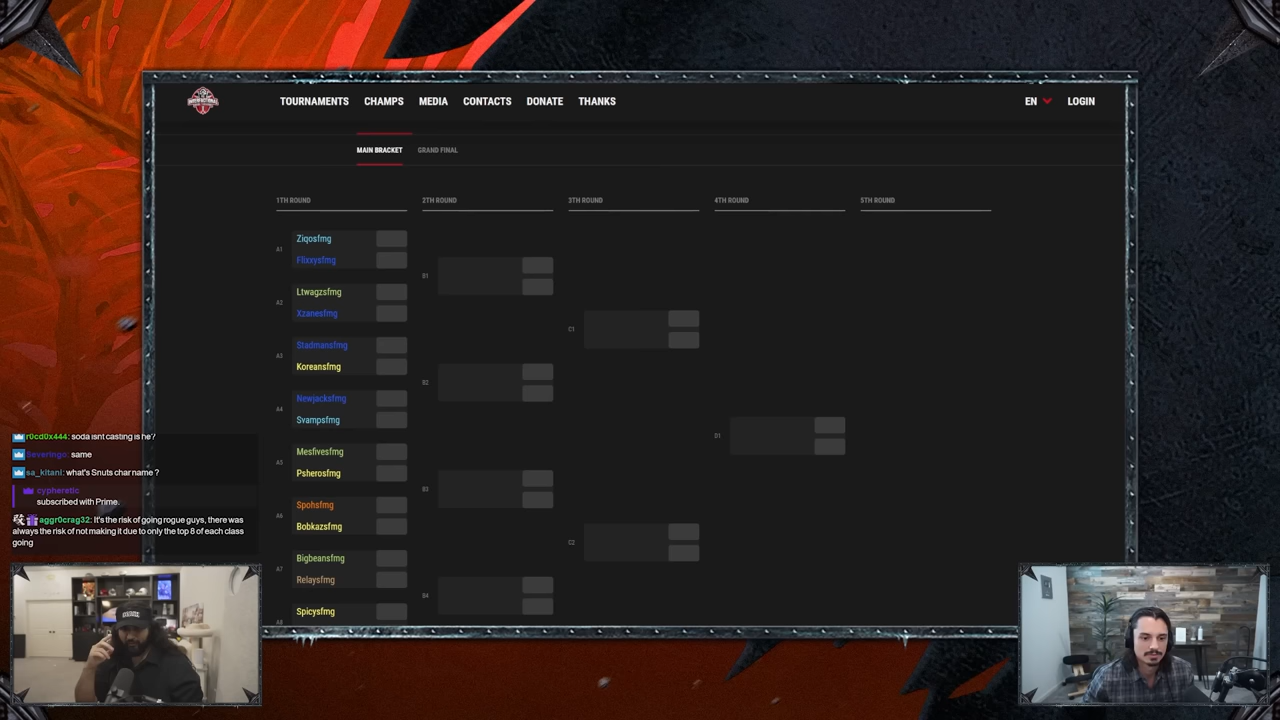 TOURNAMENTS CHAMPS MEDIA CONTACTS DONATE THANKS EN LOGIN
MAIN BRACKET GRAND FINAL
1TH ROUND 2TH ROUND 3TH ROUND 4TH ROUND 5TH ROUND
A1
Ziqosfmg
Flixxysfmg
A2
Ltwagzsfmg
Xzanesfmg
A3
Stadmansfmg
Koreansfmg
A4
Newjacksfmg
Svampsfmg
A5
Mesfivesfmg
Psherosfmg
A6
Spohsfmg
Bobkazsfmg
A7
Bigbeansfmg
Relaysfmg
A8
Spicysfmg
B1
B2
B3
B4
C1
C2
D1
r0cd0x444: soda isnt casting is he?
Severingo: same
sa_kitani: what's Snuts char name ?
cypheretic
subscribed with Prime.
aggr0crag32: It's the risk of going rogue guys, there was
always the risk of not making it due to only the top 8 of each class
going